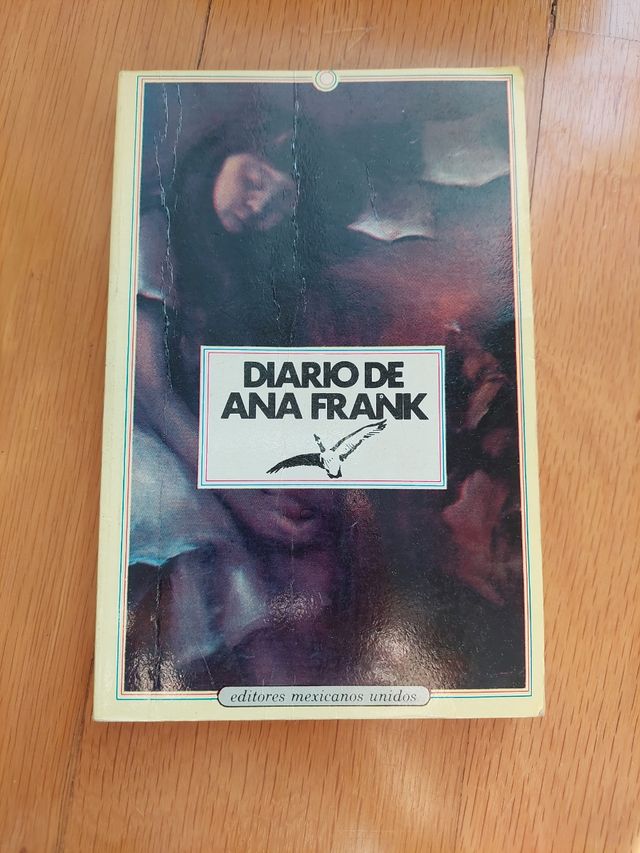 DIARIO DE
ANA FRANK
editores mexicanos unidos